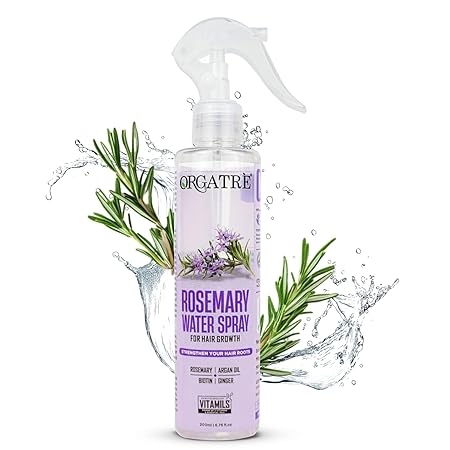 ORGATRE
ROSEMARY
WATER SPRAY
FOR HAIR GROWTH
STRENGTHEN YOUR HAIR ROOTS
ROSEMARY | ARGAN OIL
BIOTIN | GINGER
VITAMILS
200ml | 6.76 fl.oz